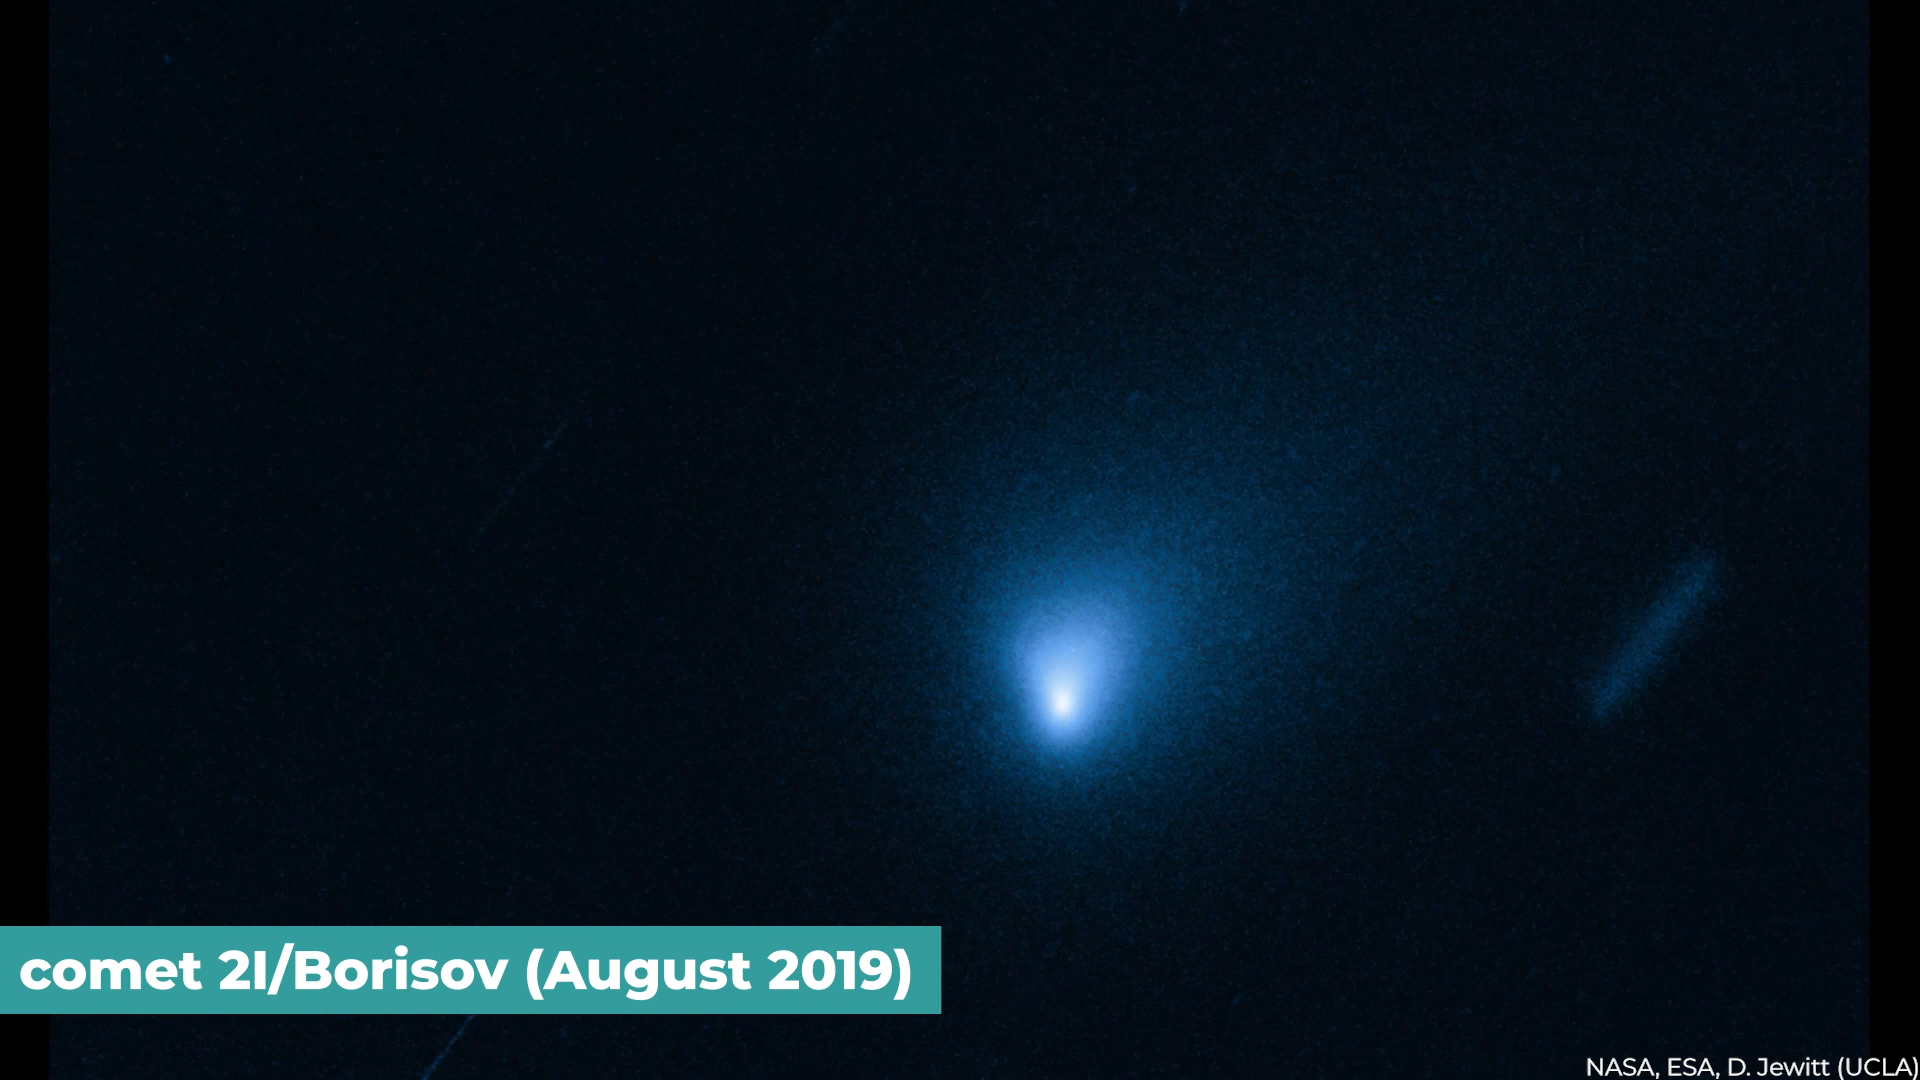 comet 2I/Borisov (August 2019)
NASA, ESA, D. Jewitt (UCLA)